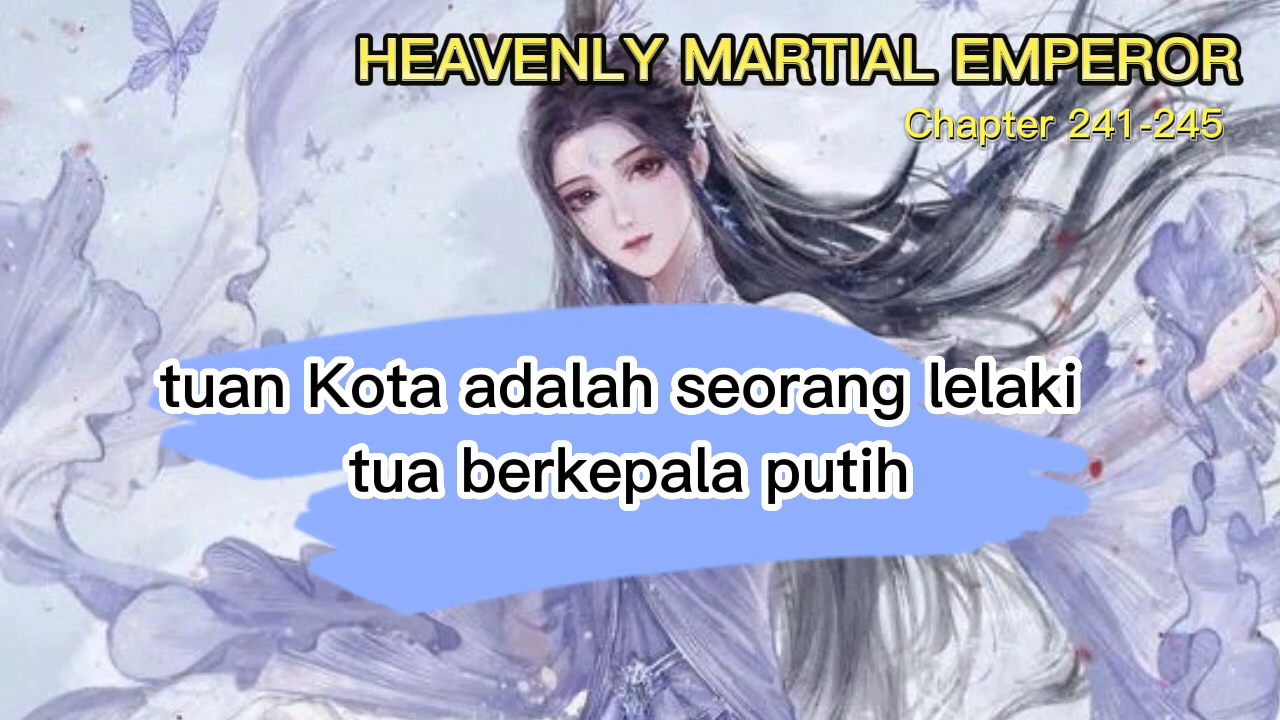 HEAVENLY MARTIAL EMPEROR
Chapter 241-245
tuan Kota adalah seorang lelaki
tua berkepala putih